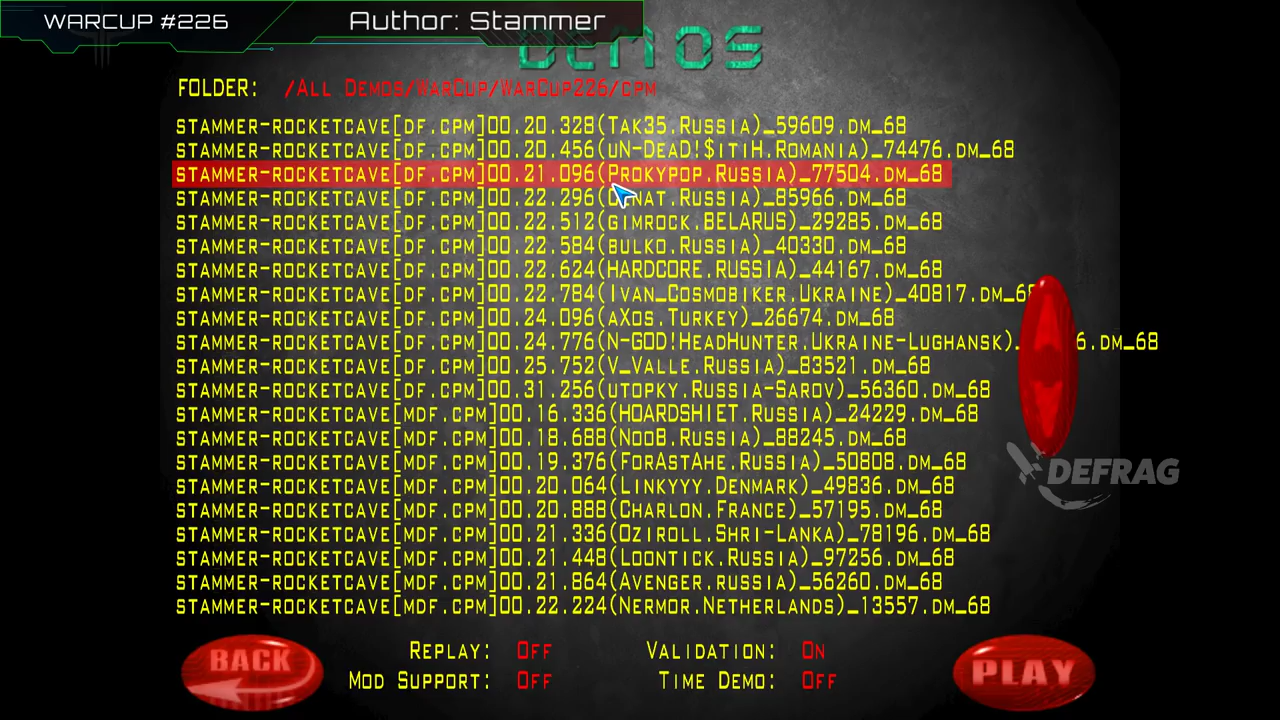 WARCUP #226
Author: Stammer
DEMOS
FOLDER: /All Demos/WarCup/WarCup226/cpm
stammer-rocketcave[df.cpm]00.20.328(Tak35.Russia)_59609.dm_68
stammer-rocketcave[df.cpm]00.20.456(uN-DeaD!$itiH.Romania)_74476.dm_68
stammer-rocketcave[df.cpm]00.21.096(Prokypop.Russia)_77504.dm_68
stammer-rocketcave[df.cpm]00.22.296( nat.Russia)_85966.dm_68
stammer-rocketcave[df.cpm]00.22.512(gimrock.BELARUS)_29285.dm_68
stammer-rocketcave[df.cpm]00.22.584(bulko.Russia)_40330.dm_68
stammer-rocketcave[df.cpm]00.22.624(HARDCORE.RUSSIA)_44167.dm_68
stammer-rocketcave[df.cpm]00.22.784(Ivan_Cosmobiker.Ukraine)_40817.dm_68
stammer-rocketcave[df.cpm]00.24.096(aXos.Turkey)_26674.dm_68
stammer-rocketcave[df.cpm]00.24.776(N-GOD!HeadHunter.Ukraine-Lughansk)_ 6.dm_68
stammer-rocketcave[df.cpm]00.25.752(V_Valle.Russia)_83521.dm_68
stammer-rocketcave[df.cpm]00.31.256(utopky.Russia-Sarov)_56360.dm_68
stammer-rocketcave[mdf.cpm]00.16.336(HOARDSHIET.Russia)_24229.dm_68
stammer-rocketcave[mdf.cpm]00.18.688(NooB.Russia)_88245.dm_68
stammer-rocketcave[mdf.cpm]00.19.376(ForAstAhe.Russia)_50808.dm_68
stammer-rocketcave[mdf.cpm]00.20.064(Linkyyy.Denmark)_49836.dm_68
stammer-rocketcave[mdf.cpm]00.20.888(Charlon.France)_57195.dm_68
stammer-rocketcave[mdf.cpm]00.21.336(Oziroll.Shri-Lanka)_78196.dm_68
stammer-rocketcave[mdf.cpm]00.21.448(Loontick.Russia)_97256.dm_68
stammer-rocketcave[mdf.cpm]00.21.864(Avenger.russia)_56260.dm_68
stammer-rocketcave[mdf.cpm]00.22.224(Nermor.Netherlands)_13557.dm_68
DEFRAG
BACK
Replay: Off
Validation: On
Mod Support: Off
Time Demo: Off
PLAY